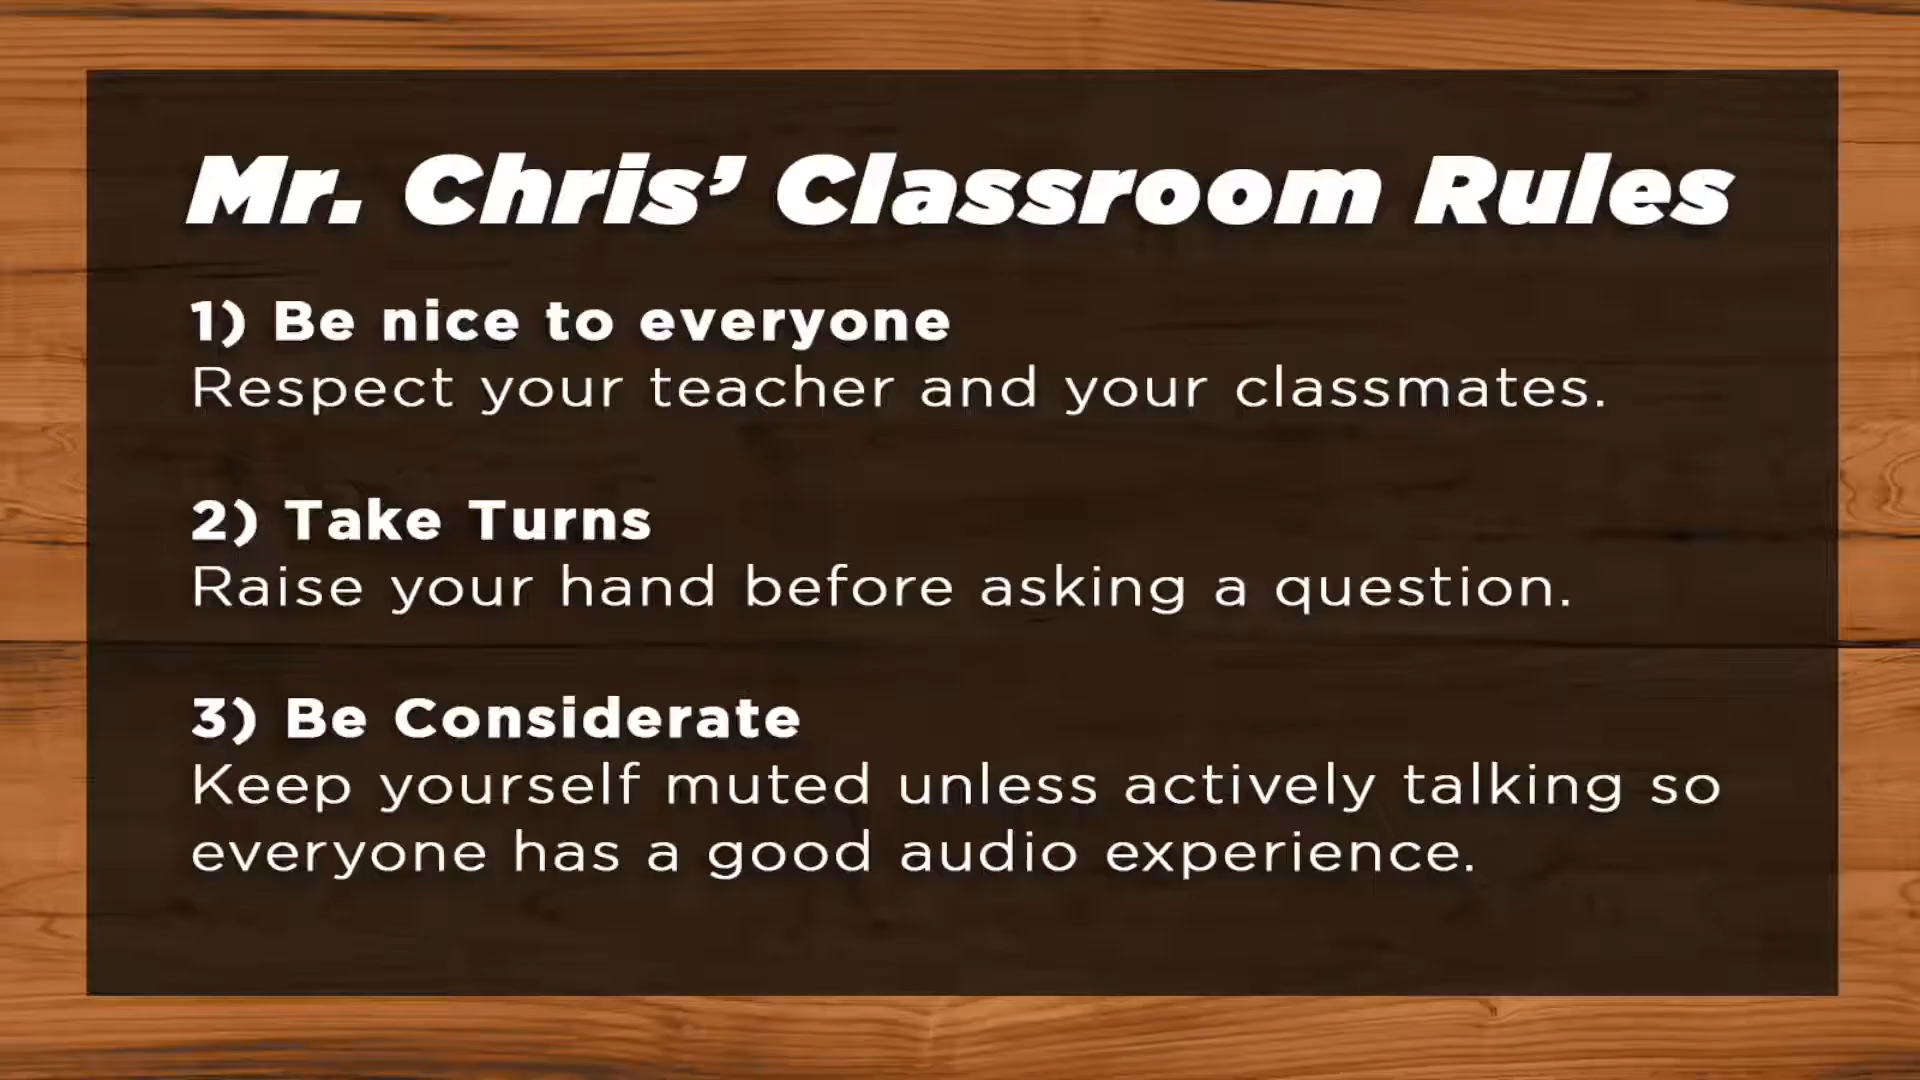 Mr. Chris’ Classroom Rules
1) Be nice to everyone
Respect your teacher and your classmates.
2) Take Turns
Raise your hand before asking a question.
3) Be Considerate
Keep yourself muted unless actively talking so
everyone has a good audio experience.